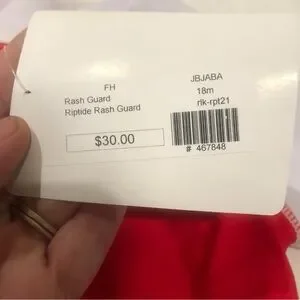 FH
Rash Guard
Riptide Rash Guard
$30.00
JBJABA
18m
rlk-rpt21
# 467848